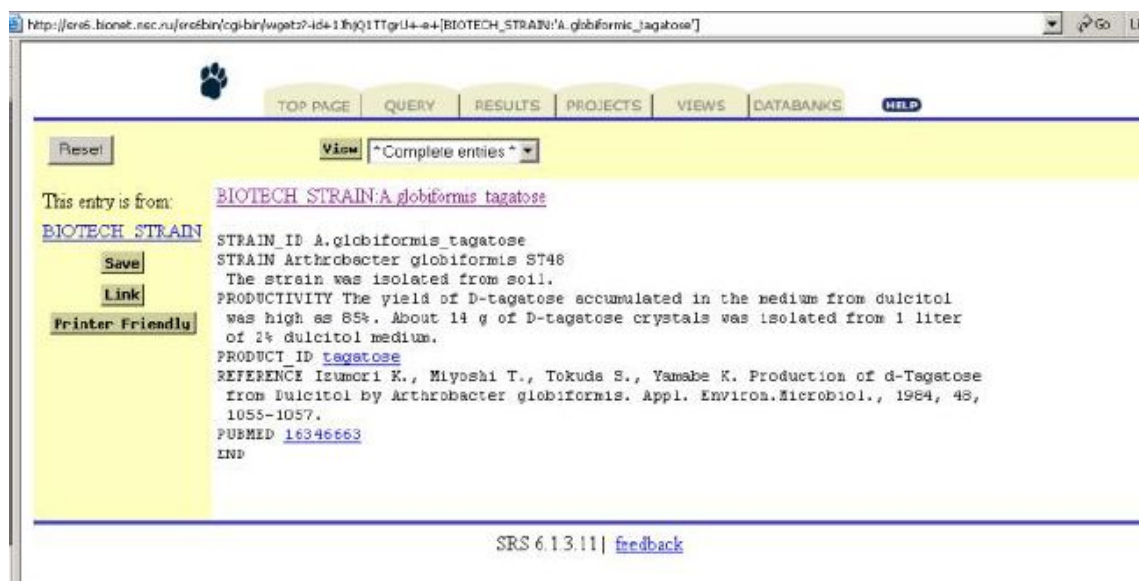 http://srs6.bionet.nsc.ru/srs6bin/cgi-bin/wgetz?-id+1JhjQ1TTgrU+-e+[BIOTECH_STRAIN:'A.globiformis_tagatose']
Go
TOP PAGE QUERY RESULTS PROJECTS VIEWS DATABANKS HELP
Reset View *Complete entries*
This entry is from:
BIOTECH_STRAIN
Save
Link
Printer Friendly
BIOTECH_STRAIN:A.globiformis_tagatose
STRAIN_ID A.globiformis_tagatose
STRAIN Arthrobacter globiformis ST48
The strain was isolated from soil.
PRODUCTIVITY The yield of D-tagatose accumulated in the medium from dulcitol
was high as 85%. About 14 g of D-tagatose crystals was isolated from 1 liter
of 2% dulcitol medium.
PRODUCT_ID tagatose
REFERENCE Izumori K., Miyoshi T., Tokuda S., Yamabe K. Production of d-Tagatose
from Dulcitol by Arthrobacter globiformis. Appl. Environ.Microbiol., 1984, 48,
1055-1057.
PUBMED 16346663
END
SRS 6.1.3.11| feedback